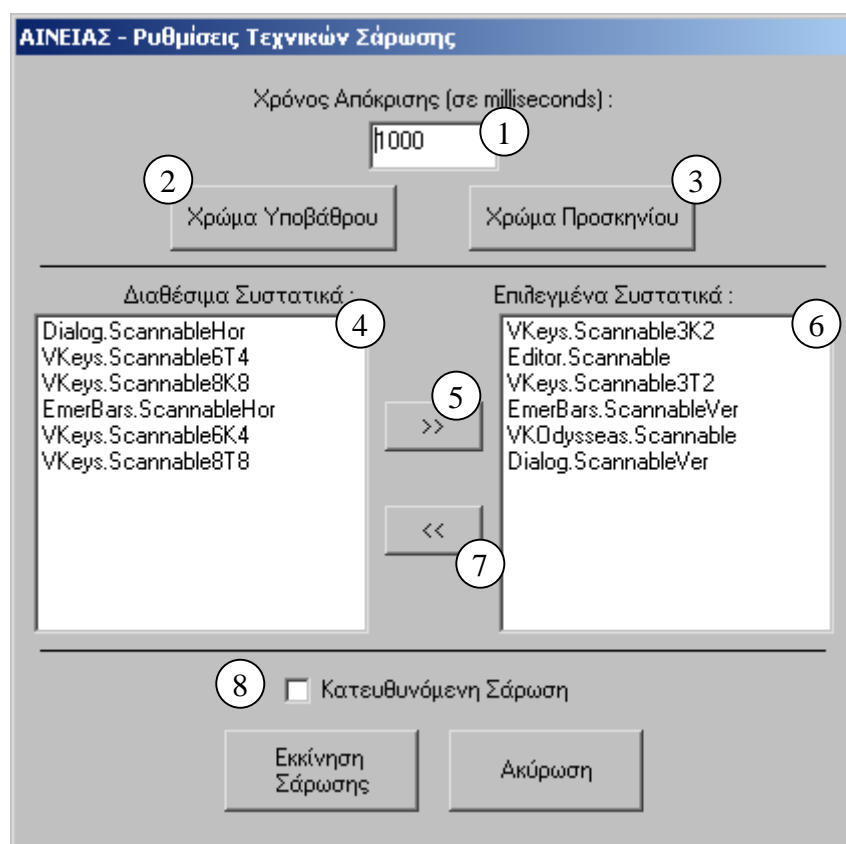 ΑΙΝΕΙΑΣ - Ρυθμίσεις Τεχνικών Σάρωσης
Χρόνος Απόκρισης (σε milliseconds) :
1000
1
2
3
Χρώμα Υποβάθρου
Χρώμα Προσκηνίου
Διαθέσιμα Συστατικά :
4
Dialog.ScannableHor
VKeys.Scannable6T4
VKeys.Scannable8K8
EmerBars.ScannableHor
VKeys.Scannable6K4
VKeys.Scannable8T8
5
>>
<<
7
Επιλεγμένα Συστατικά :
6
VKeys.Scannable3K2
Editor.Scannable
VKeys.Scannable3T2
EmerBars.ScannableVer
VKOdysseas.Scannable
Dialog.ScannableVer
8
Κατευθυνόμενη Σάρωση
Εκκίνηση
Σάρωσης
Ακύρωση